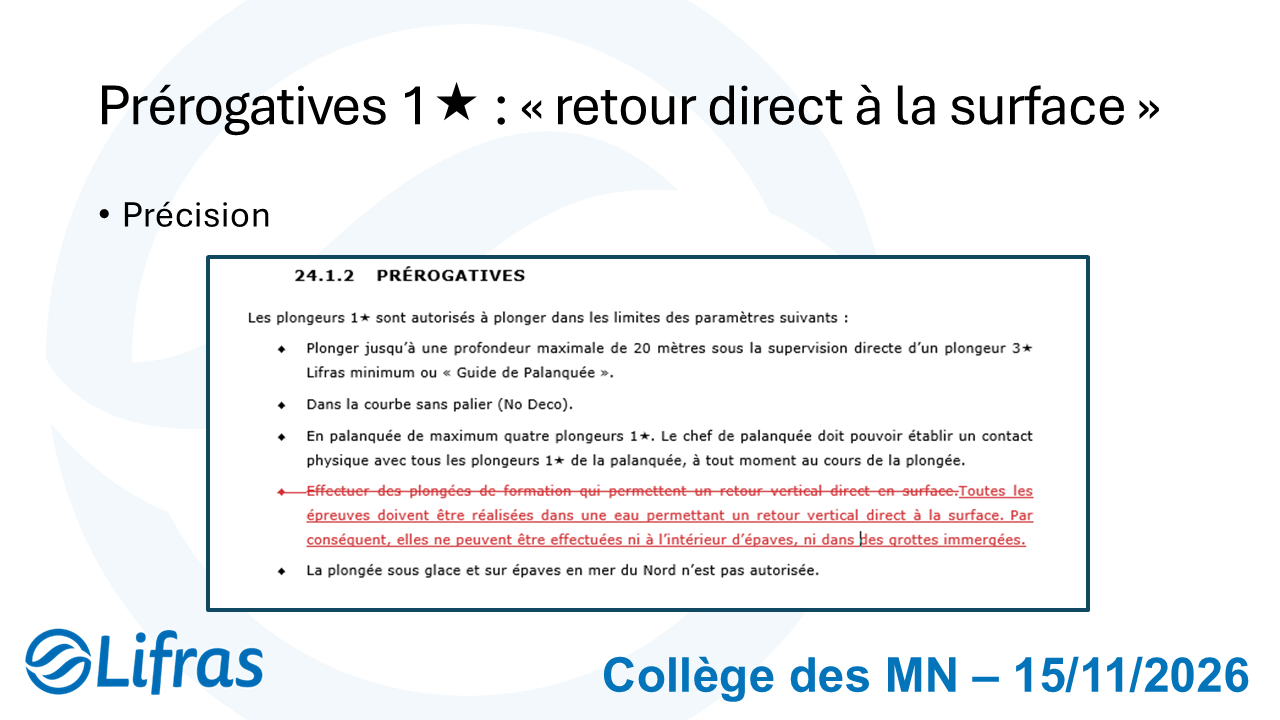 Prérogatives 1★ : « retour direct à la surface »
• Précision
24.1.2 PRÉROGATIVES
Les plongeurs 1★ sont autorisés à plonger dans les limites des paramètres suivants :
◆ Plonger jusqu’à une profondeur maximale de 20 mètres sous la supervision directe d’un plongeur 3★
Lifras minimum ou « Guide de Palanquée ».
◆ Dans la courbe sans palier (No Deco).
◆ En palanquée de maximum quatre plongeurs 1★. Le chef de palanquée doit pouvoir établir un contact
physique avec tous les plongeurs 1★ de la palanquée, à tout moment au cours de la plongée.
◆ Effectuer des plongées de formation qui permettent un retour vertical direct en surface.Toutes les
épreuves doivent être réalisées dans une eau permettant un retour vertical direct à la surface. Par
conséquent, elles ne peuvent être effectuées ni à l’intérieur d’épaves, ni dans des grottes immergées.
◆ La plongée sous glace et sur épaves en mer du Nord n’est pas autorisée.
Lifras
Collège des MN – 15/11/2026